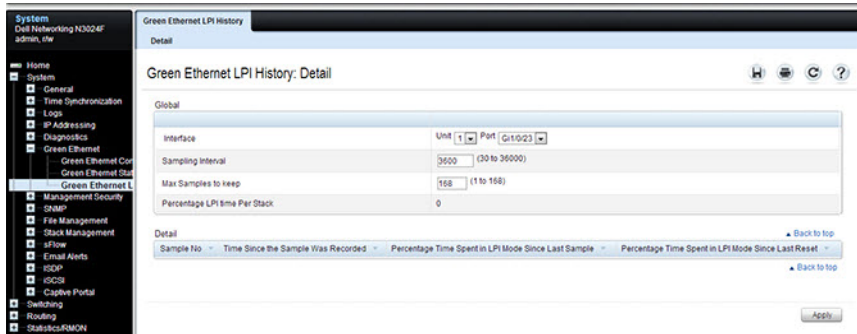 System
Dell Networking N3024F
admin, r/w
Green Ethernet LPI History
Detail
Home
System
General
Time Synchronization
Logs
IP Addressing
Diagnostics
Green Ethernet
Green Ethernet Con
Green Ethernet Stat
Green Ethernet L
Management Security
SNMP
File Management
Stack Management
sFlow
Email Alerts
ISDP
iSCSI
Captive Portal
Switching
Routing
Statistics/RMON
Green Ethernet LPI History: Detail
Global
Interface Unit 1 Port Gi1/0/23
Sampling Interval 3600 (30 to 36000)
Max Samples to keep 168 (1 to 168)
Percentage LPI time Per Stack 0
Detail Back to top
Sample No Time Since the Sample Was Recorded Percentage Time Spent in LPI Mode Since Last Sample Percentage Time Spent in LPI Mode Since Last Reset
Back to top
Apply